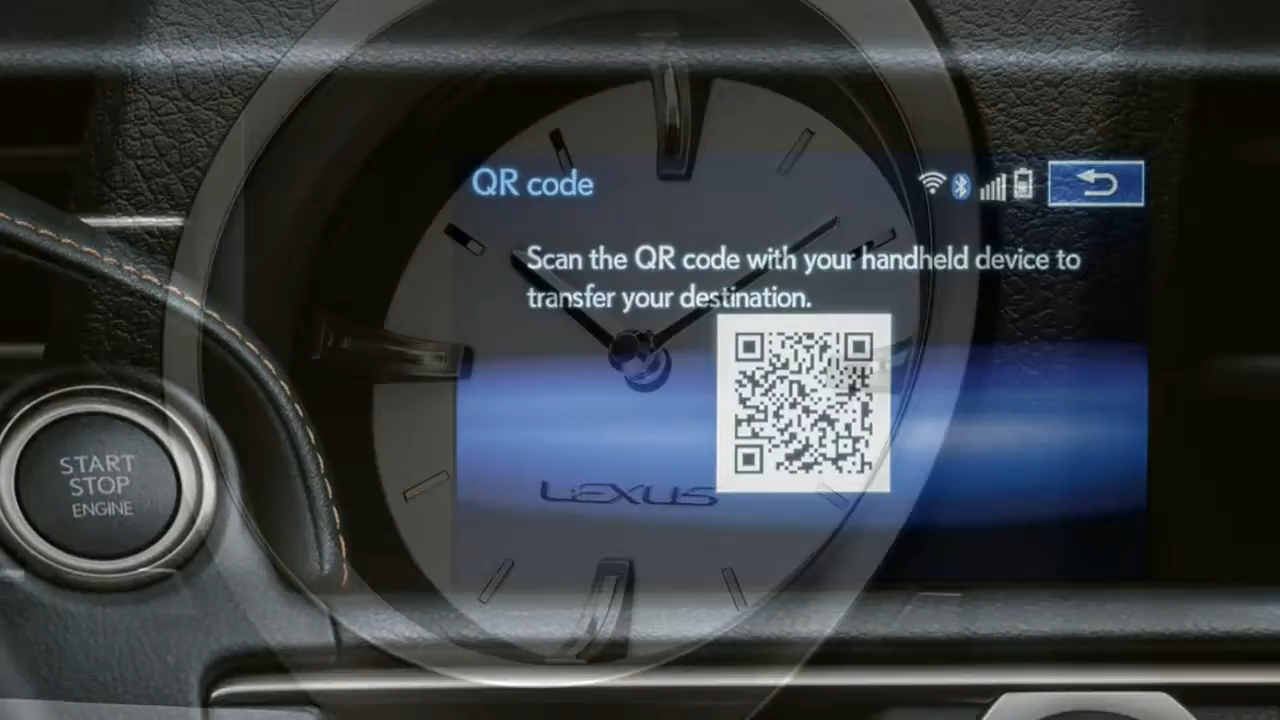 QR code
Scan the QR code with your handheld device to
transfer your destination.
START
STOP
ENGINE
LEXUS